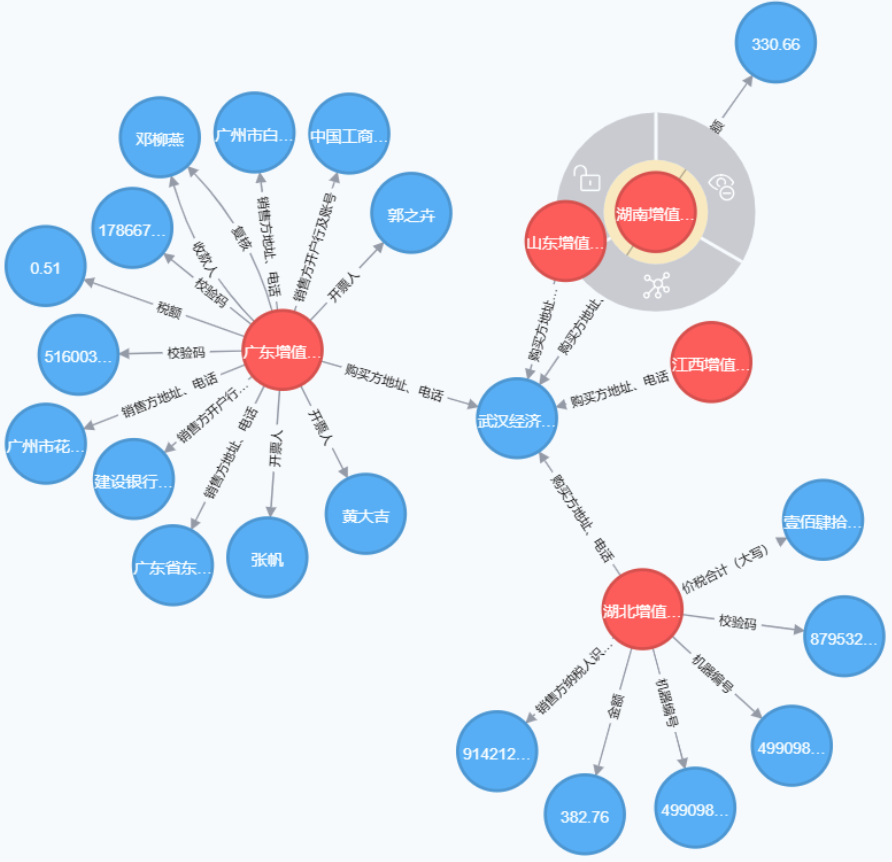 330.66
额
邓柳燕
广州市白…
中国工商…
湖南增值…
郭之卉
178667…
山东增值…
销售方地址、电话
复核
销售方开户行及账号
收款人
开票人
0.51
校验码
税额
购买方地址…
购买方地址、
516003…
校验码
广东增值…
江西增值…
购买方地址、电话
购买方地址、电话
销售方地址、电话
销售方开户行…
武汉经济…
广州市花…
销售方地址、电话
开票人
开票人
建设银行…
黄大吉
购买方地址、电话
壹佰肆拾…
广东省东…
张帆
价税合计（大写）
湖北增值…
校验码
879532…
机器编号
销售方纳税人识…
金额
机器编号
914212…
499098…
382.76
499098…